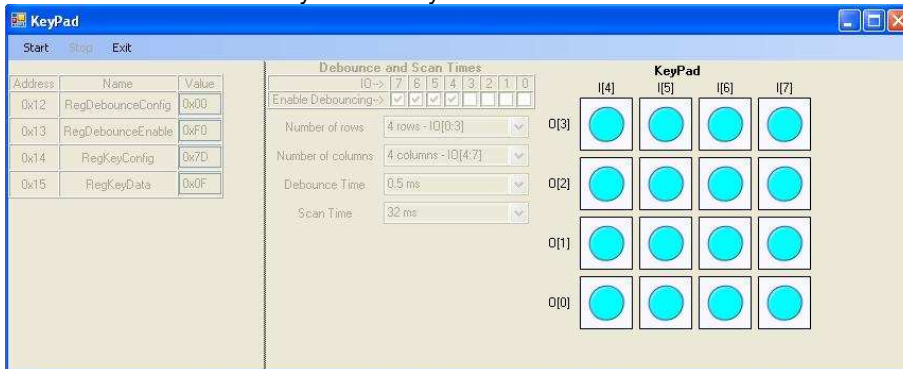 KeyPad
Start Stop Exit
Address Name Value
0x12 RegDebounceConfig 0x00
0x13 RegDebounceEnable 0xF0
0x14 RegKeyConfig 0x7D
0x15 RegKeyData 0x0F
Debounce and Scan Times
IO--> 7 6 5 4 3 2 1 0
Enable Debouncing-->
Number of rows 4 rows - IO[0:3]
Number of columns 4 columns - IO[4:7]
Debounce Time 0.5 ms
Scan Time 32 ms
KeyPad
I[4] I[5] I[6] I[7]
O[3]
O[2]
O[1]
O[0]